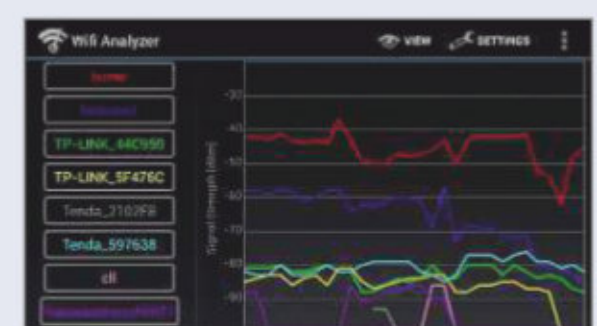 Wifi Analyzer
VIEW
SETTINGS
TP-LINK_44C950
TP-LINK_5F476C
Tenda_2102F8
Tenda_597638
Signal Strength [dBm]
-30
-40
-50
-60
-70
-80
-90